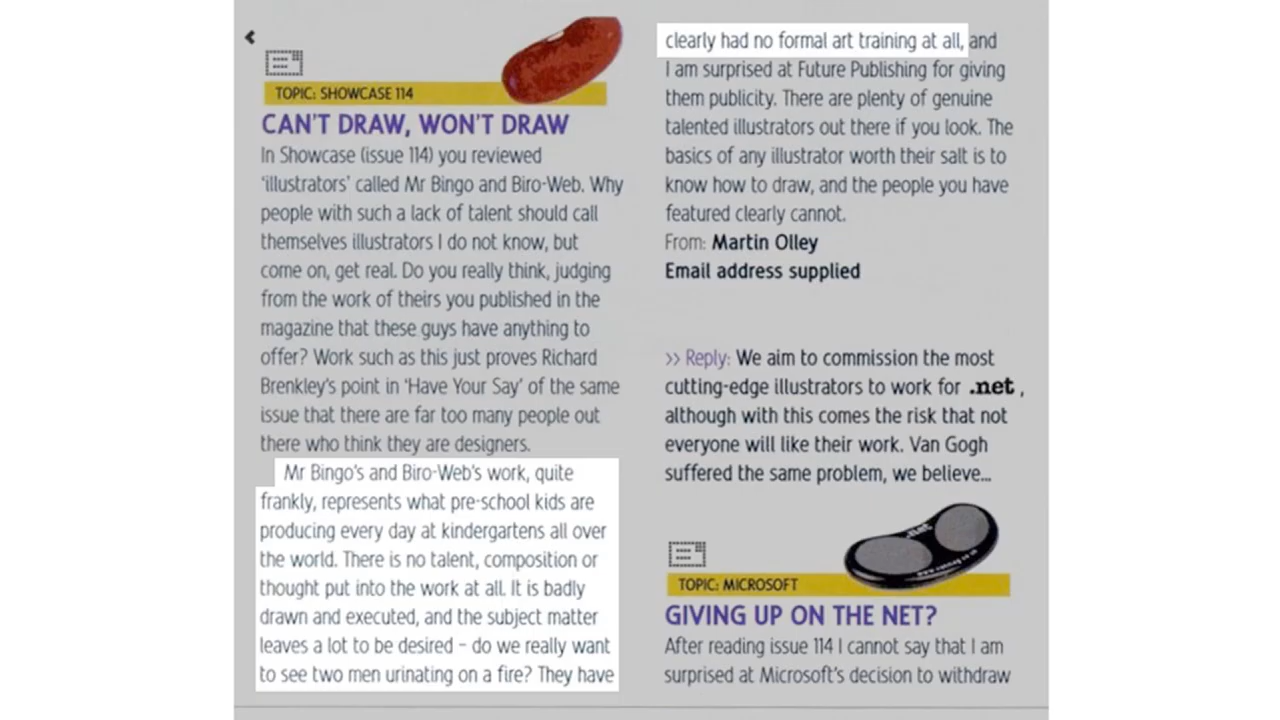 TOPIC: SHOWCASE 114
CAN'T DRAW, WON'T DRAW
In Showcase (issue 114) you reviewed
'illustrators' called Mr Bingo and Biro-Web. Why
people with such a lack of talent should call
themselves illustrators I do not know, but
come on, get real. Do you really think, judging
from the work of theirs you published in the
magazine that these guys have anything to
offer? Work such as this just proves Richard
Brenkley's point in 'Have Your Say' of the same
issue that there are far too many people out
there who think they are designers.
Mr Bingo's and Biro-Web's work, quite
frankly, represents what pre-school kids are
producing every day at kindergartens all over
the world. There is no talent, composition or
thought put into the work at all. It is badly
drawn and executed, and the subject matter
leaves a lot to be desired – do we really want
to see two men urinating on a fire? They have
clearly had no formal art training at all, and
I am surprised at Future Publishing for giving
them publicity. There are plenty of genuine
talented illustrators out there if you look. The
basics of any illustrator worth their salt is to
know how to draw, and the people you have
featured clearly cannot.
From: Martin Olley
Email address supplied
>> Reply: We aim to commission the most
cutting-edge illustrators to work for .net ,
although with this comes the risk that not
everyone will like their work. Van Gogh
suffered the same problem, we believe...
.net
TOPIC: MICROSOFT
GIVING UP ON THE NET?
After reading issue 114 I cannot say that I am
surprised at Microsoft's decision to withdraw